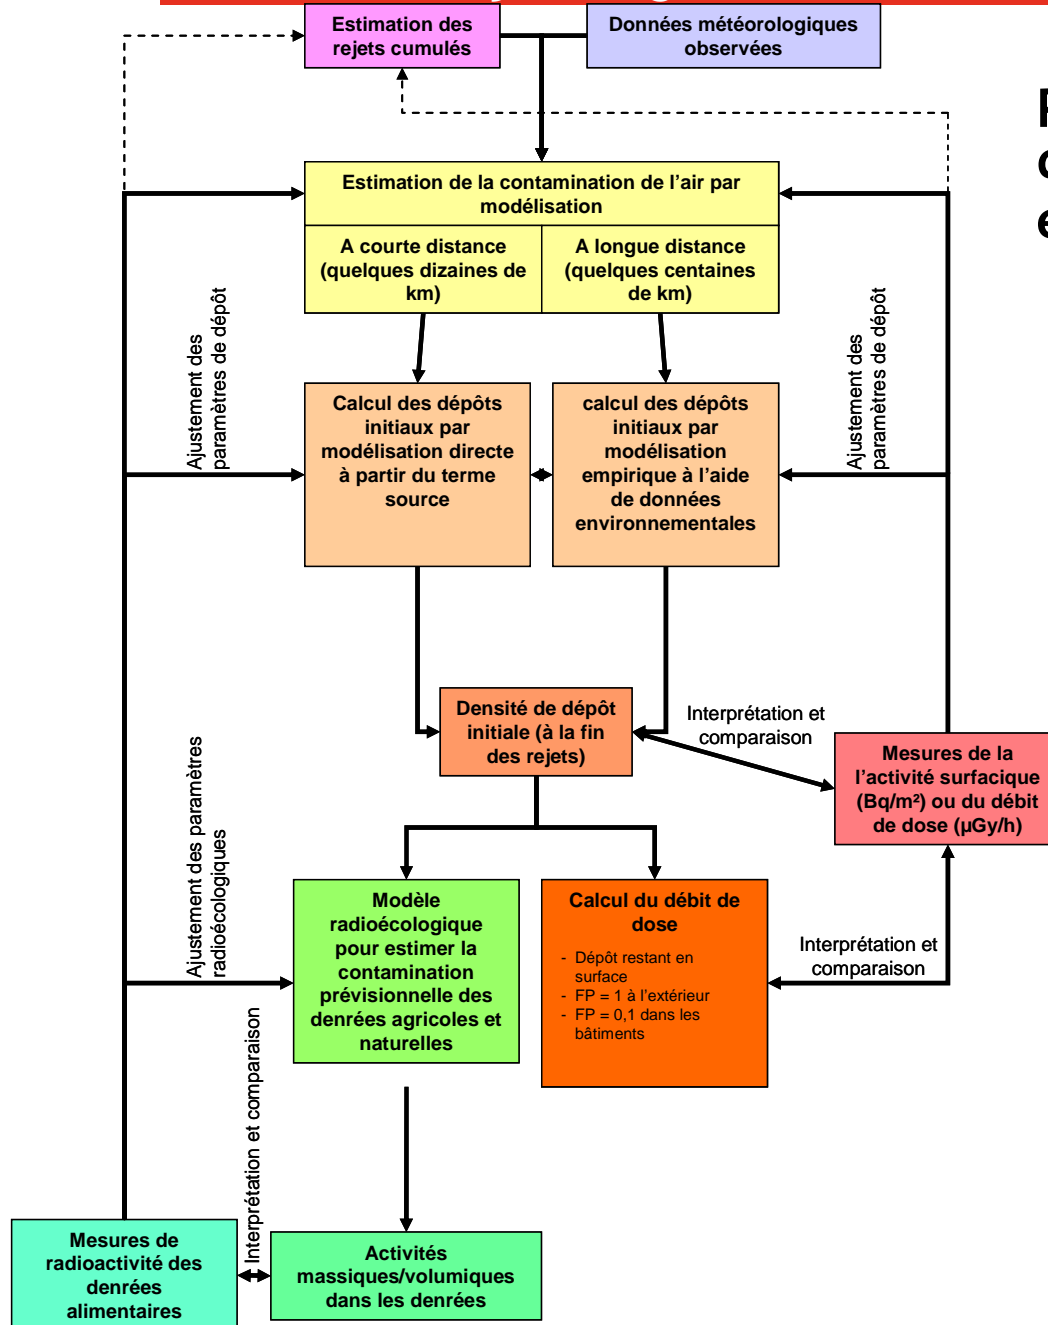 Estimation des
rejets cumulés
Données météorologiques
observées
Estimation de la contamination de l'air par
modélisation
A courte distance
(quelques dizaines de
km)
A longue distance
(quelques centaines
de km)
Ajustement des
paramètres de dépôt
Ajustement des
paramètres de dépôt
Calcul des dépôts
initiaux par
modélisation directe
à partir du terme
source
calcul des dépôts
initiaux par
modélisation
empirique à l'aide
de données
environnementales
Densité de dépôt
initiale (à la fin
des rejets)
Interprétation et
comparaison
Mesures de la
l'activité surfacique
(Bq/m²) ou du débit
de dose (µGy/h)
Ajustement des paramètres
radioécologiques
Modèle
radioécologique
pour estimer la
contamination
prévisionnelle des
denrées agricoles et
naturelles
Calcul du débit de
dose
- Dépôt restant en
surface
- FP = 1 à l'extérieur
- FP = 0,1 dans les
bâtiments
Interprétation et
comparaison
Interprétation et comparaison
Mesures de
radioactivité des
denrées
alimentaires
Activités
massiques/volumiques
dans les denrées